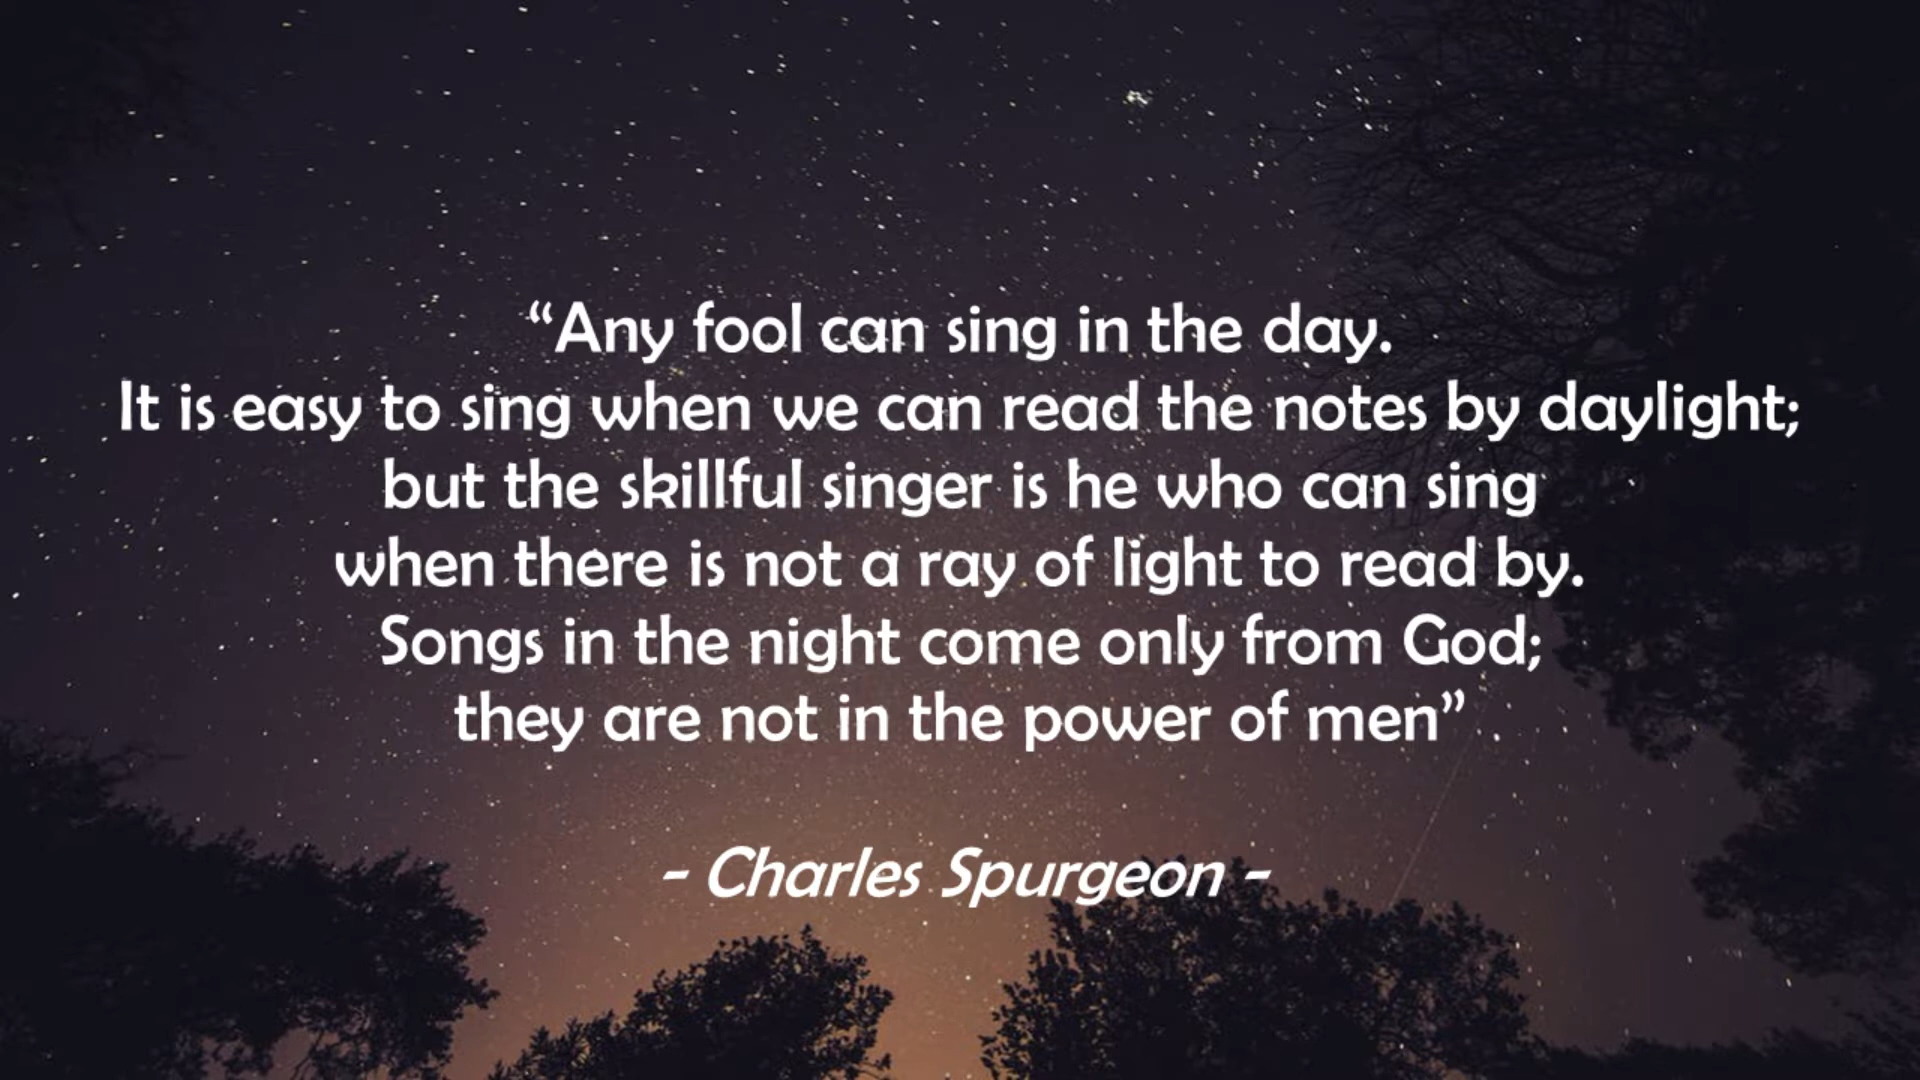 “Any fool can sing in the day.
It is easy to sing when we can read the notes by daylight;
but the skillful singer is he who can sing
when there is not a ray of light to read by.
Songs in the night come only from God;
they are not in the power of men”
- Charles Spurgeon -